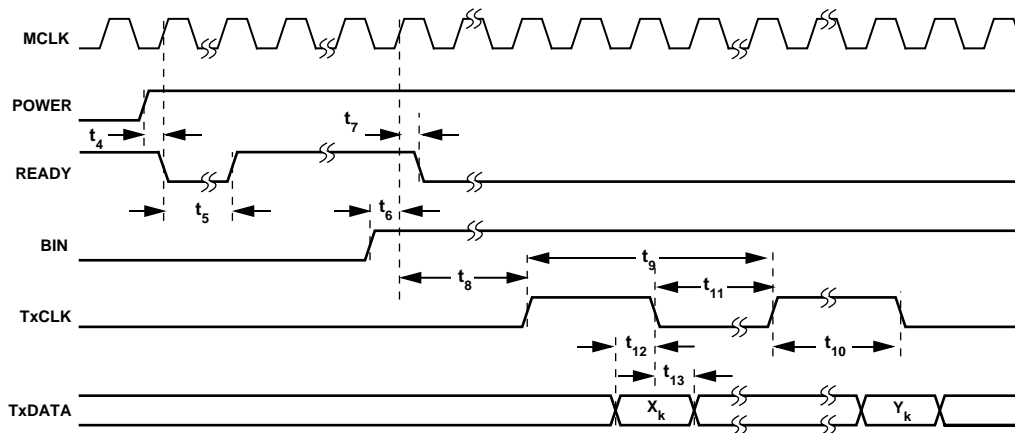 MCLK
POWER
t4
t7
READY
t5
t6
BIN
t9
t8
t11
TxCLK
t12
t10
t13
TxDATA
Xk
Yk